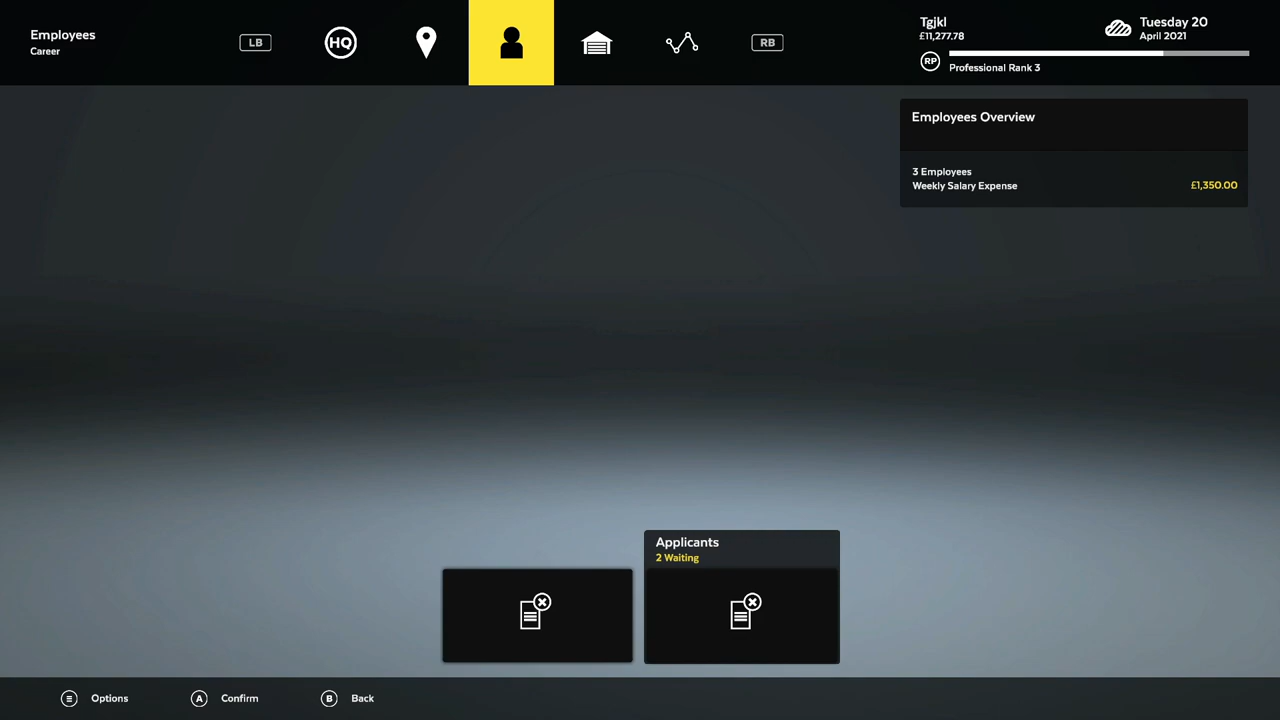 Employees
Career
LB
HQ
RB
Tgjkl
£11,277.78
Tuesday 20
April 2021
RP
Professional Rank 3
Employees Overview
3 Employees
Weekly Salary Expense £1,350.00
Applicants
2 Waiting
Options
A Confirm
B Back